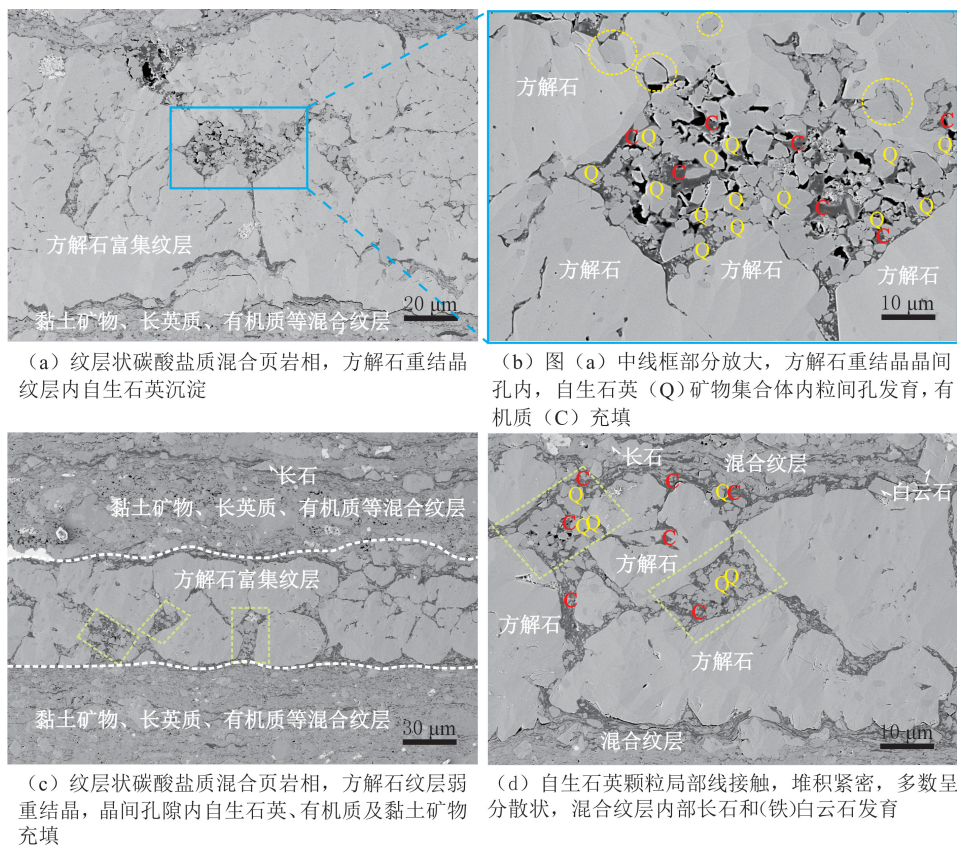 方解石富集纹层
黏土矿物、长英质、有机质等混合纹层
20 μm
(a) 纹层状碳酸盐质混合页岩相，方解石重结晶
纹层内自生石英沉淀
方解石
C
C
C
C
C
C
C
Q
Q
Q
Q
Q
Q
Q
Q
Q
Q
Q
Q
Q
Q
方解石
方解石
方解石
10 μm
(b) 图（a）中线框部分放大，方解石重结晶晶间
孔内，自生石英（Q）矿物集合体内粒间孔发育，有
机质（C）充填
长石
黏土矿物、长英质、有机质等混合纹层
方解石富集纹层
黏土矿物、长英质、有机质等混合纹层
30 μm
（c）纹层状碳酸盐质混合页岩相，方解石纹层弱
重结晶，晶间孔隙内自生石英、有机质及黏土矿物
充填
长石
混合纹层
白云石
C
C
Q
Q
C
C
Q
Q
C
方解石
Q
Q
C
C
方解石
方解石
混合纹层
10 μm
（d）自生石英颗粒局部线接触，堆积紧密，多数呈
分散状，混合纹层内部长石和(铁)白云石发育